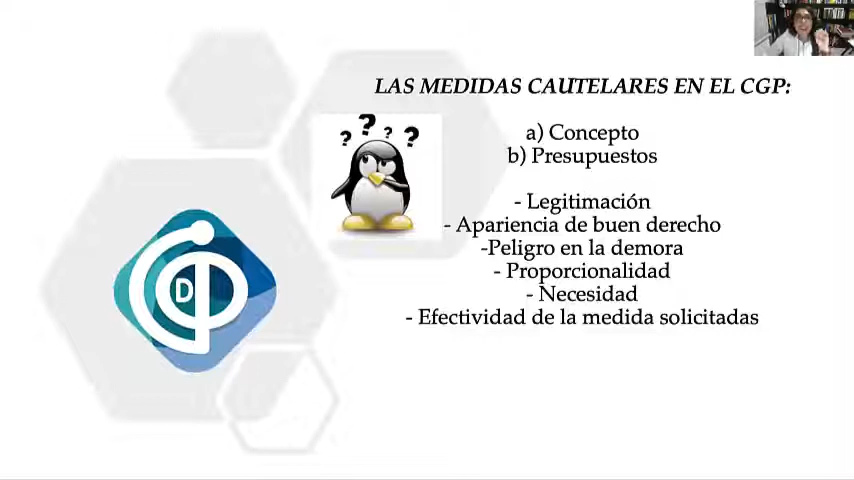 LAS MEDIDAS CAUTELARES EN EL CGP:
a) Concepto
b) Presupuestos
- Legitimación
- Apariencia de buen derecho
-Peligro en la demora
- Proporcionalidad
- Necesidad
- Efectividad de la medida solicitadas
? ? ? ?
D